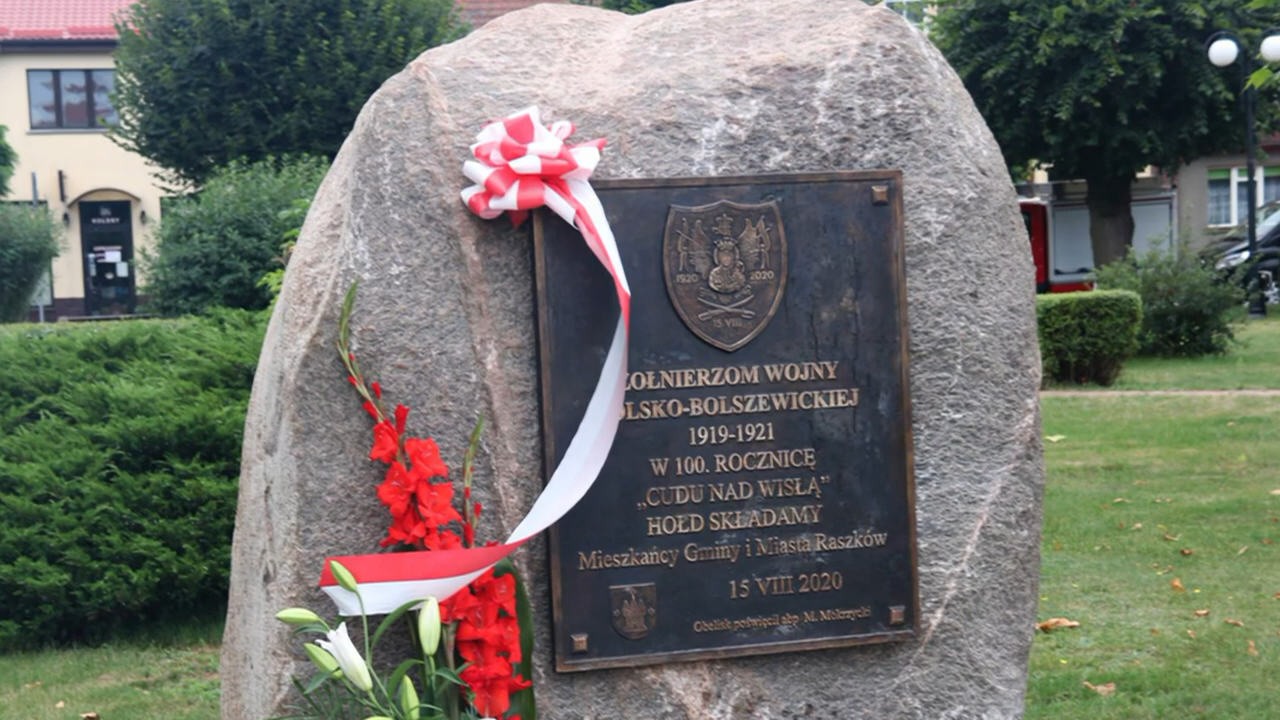 1920 2020
15 VIII
ŻOŁNIERZOM WOJNY
OLSKO-BOLSZEWICKIEJ
1919-1921
W 100. ROCZNICĘ
„CUDU NAD WISŁĄ"
HOŁD SKŁADAMY
Mieszkańcy Gminy i Miasta Raszków
15 VIII 2020
Obelisk poświęcił abp M. Mokrzycki